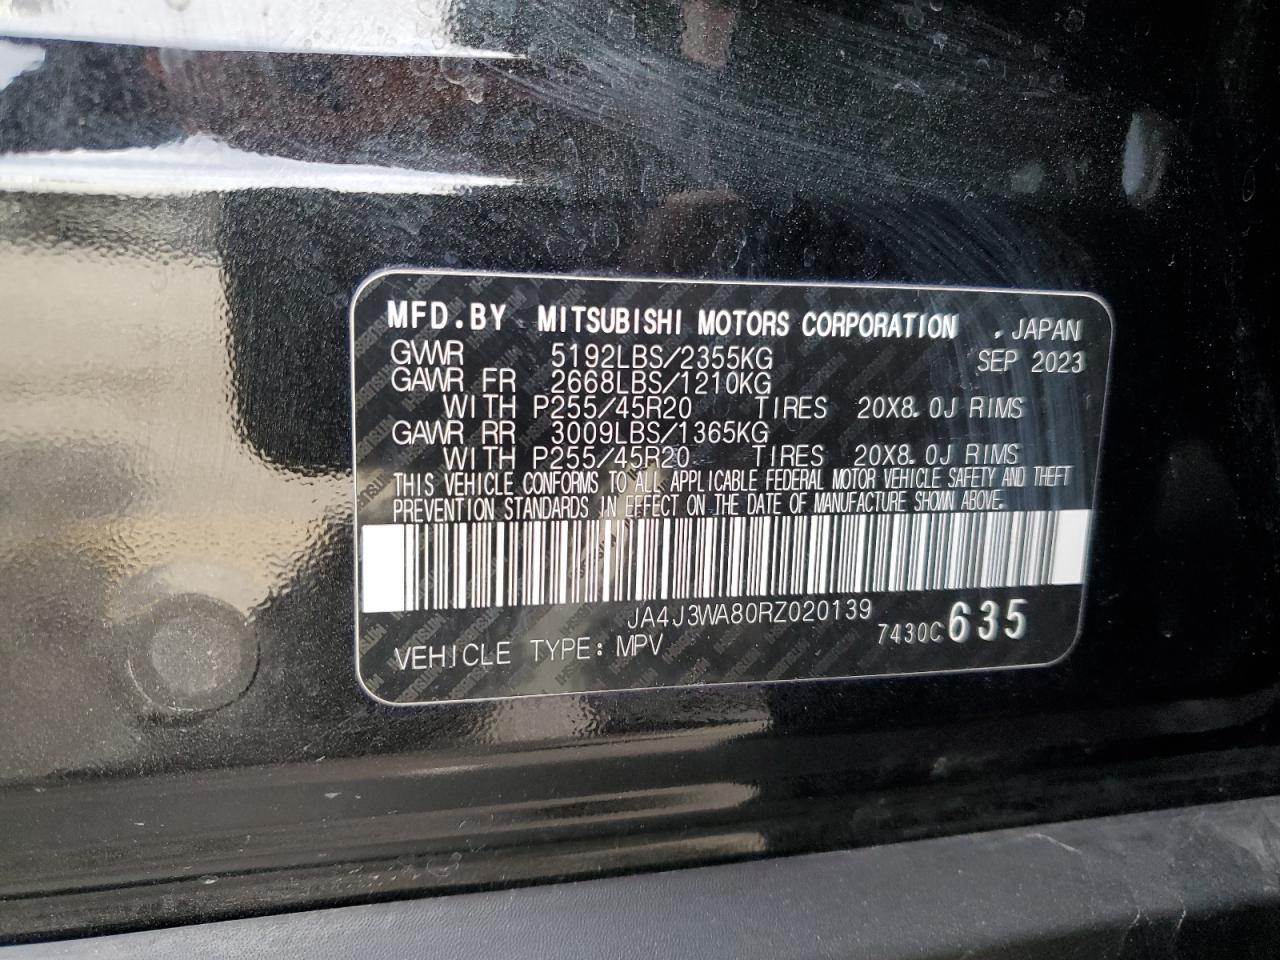 MFD.BY MITSUBISHI MOTORS CORPORATION , JAPAN
GVWR 5192LBS/2355KG SEP 2023
GAWR FR 2668LBS/1210KG
WITH P255/45R20 TIRES 20X8.0J RIMS
GAWR RR 3009LBS/1365KG
WITH P255/45R20 TIRES 20X8.0J RIMS
THIS VEHICLE CONFORMS TO ALL APPLICABLE FEDERAL MOTOR VEHICLE SAFETY AND THEFT
PREVENTION STANDARDS IN EFFECT ON THE DATE OF MANUFACTURE SHOWN ABOVE.
JA4J3WA80RZ020139
7430C 635
VEHICLE TYPE: MPV